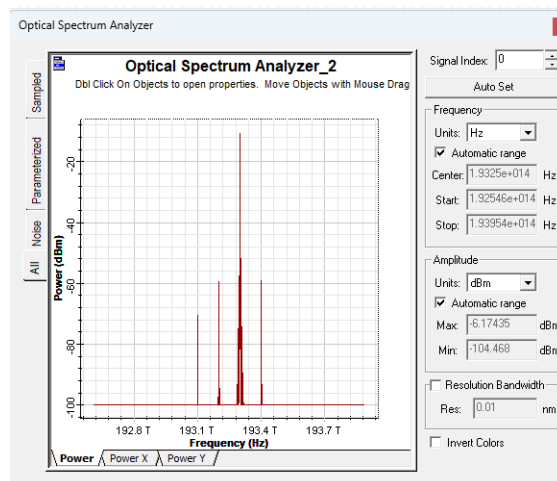 Optical Spectrum Analyzer
Optical Spectrum Analyzer_2
Dbl Click On Objects to open properties.  Move Objects with Mouse Drag
Sampled
Parameterized
Noise
All
Power (dBm)
-20
-40
-60
-80
-100
192.8 T 193.1 T 193.4 T 193.7 T
Frequency (Hz)
Power Power X Power Y
Signal Index: 0
Auto Set
Frequency
Units: Hz
Automatic range
Center: 1.9325e+014 Hz
Start: 1.92546e+014 Hz
Stop: 1.93954e+014 Hz
Amplitude
Units: dBm
Automatic range
Max: -6.17435 dBm
Min: -104.468 dBm
Resolution Bandwidth
Res: 0.01 nm
Invert Colors